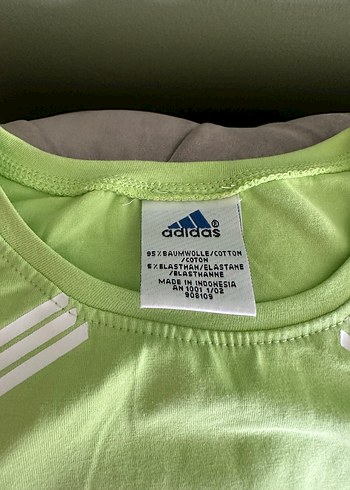 adidas®
95%BAUMWOLLE/COTTON
/COTON
5%ELASTHAN/ELASTANE
/ELASTHANNE
MADE IN INDONESIA
AN 1001 1/02
908109